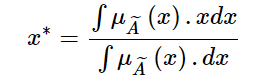 x* = ∫ μ_Ã (x) . xdx / ∫ μ_Ã (x) . dx